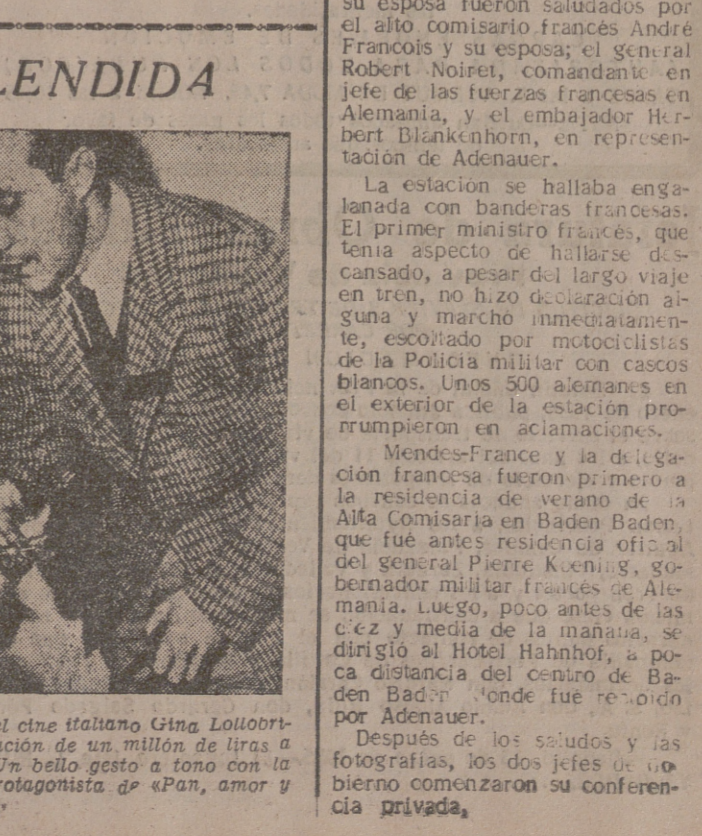 LENDIDA
el cine italiano Gina Lollobri-
ación de un millón de liras a
Un bello gesto a tono con la
rotagonista de «Pan, amor y
su esposa fueron saludados por
el alto comisario francés André
Francois y su esposa; el general
Robert Noiret, comandante en
jefe de las fuerzas francesas en
Alemania, y el embajador Her-
bert Blankenhorn, en represen-
tación de Adenauer.
La estación se hallaba enga-
lanada con banderas francesas.
El primer ministro francés, que
tenia aspecto de hallarse des-
cansado, a pesar del largo viaje
en tren, no hizo declaración al-
guna y marchó inmediatamen-
te, escoltado por motociclistas
de la Policía militar con cascos
blancos. Unos 500 alemanes en
el exterior de la estación pro-
rrumpieron en aclamaciones.
Mendes-France y la delega-
ción francesa fueron primero a
la residencia de verano de la
Alta Comisaria en Baden Baden,
que fué antes residencia oficial
del general Pierre Koening, go-
bernador militar francés de Ale-
mania. Luego, poco antes de las
diez y media de la mañana, se
dirigió al Hotel Hahnhof, a po-
ca distancia del centro de Ba-
den Baden donde fué recibido
por Adenauer.
Después de los saludos y las
fotografías, los dos jefes de go-
bierno comenzaron su conferen-
cia privada,